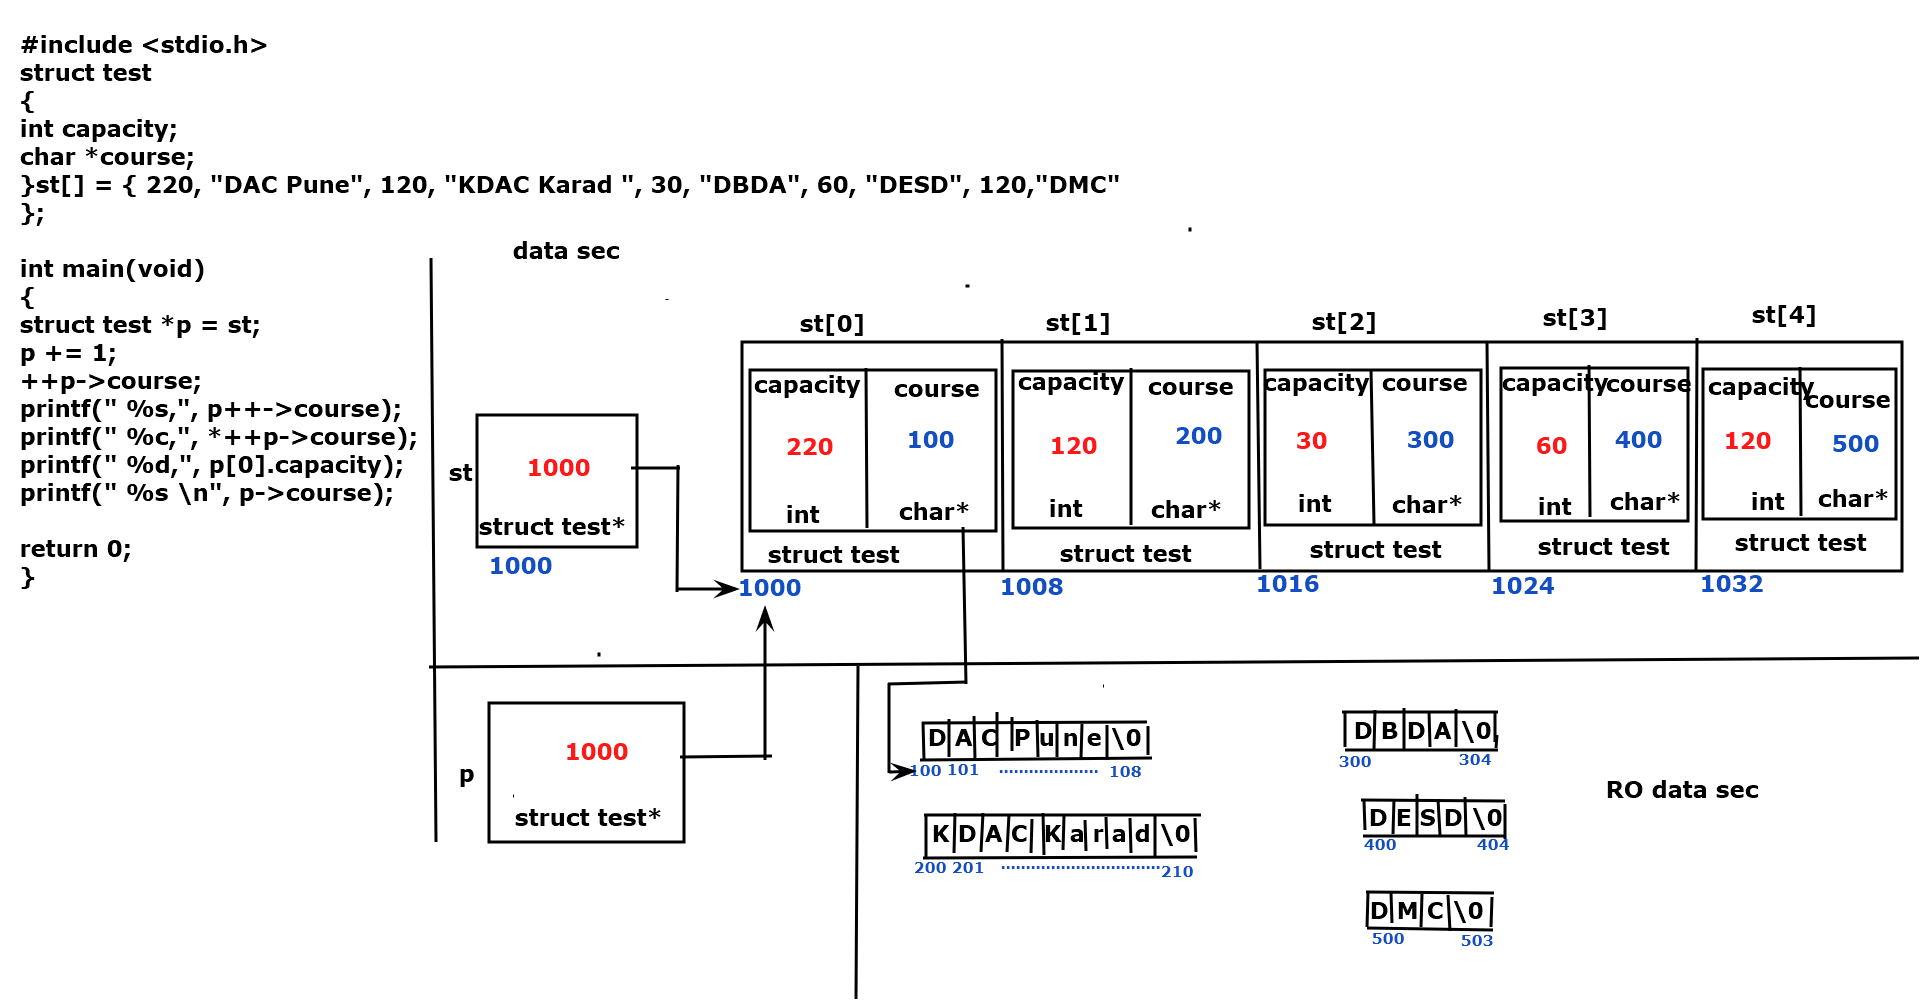 #include <stdio.h>
struct test
{
int capacity;
char *course;
}st[] = { 220, "DAC Pune", 120, "KDAC Karad ", 30, "DBDA", 60, "DESD", 120,"DMC"
};
int main(void)
{
struct test *p = st;
p += 1;
++p->course;
printf(" %s,", p++->course);
printf(" %c,", *++p->course);
printf(" %d,", p[0].capacity);
printf(" %s \n", p->course);
return 0;
}
data sec
st[0] st[1] st[2] st[3] st[4]
capacity course capacity course capacity course capacity course capacity course
220 100 120 200 30 300 60 400 120 500
int char* int char* int char* int char* int char*
struct test struct test struct test struct test struct test
1000 1008 1016 1024 1032
st
1000
struct test*
1000
p
1000
struct test*
D A C P u n e \0
100 101 108
K D A C K a r a d \0
200 201 210
D B D A \0
300 304
D E S D \0
400 404
D M C \0
500 503
RO data sec